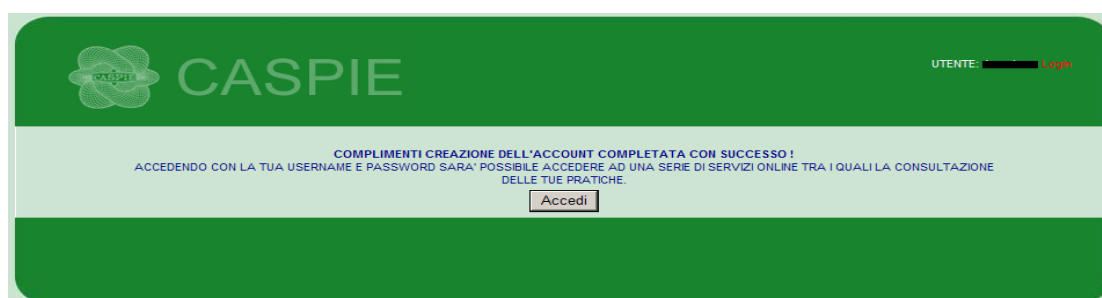 CASPIE
CASPIE
UTENTE: Login
COMPLIMENTI CREAZIONE DELL'ACCOUNT COMPLETATA CON SUCCESSO !
ACCEDENDO CON LA TUA USERNAME E PASSWORD SARA' POSSIBILE ACCEDERE AD UNA SERIE DI SERVIZI ONLINE TRA I QUALI LA CONSULTAZIONE
DELLE TUE PRATICHE.
Accedi